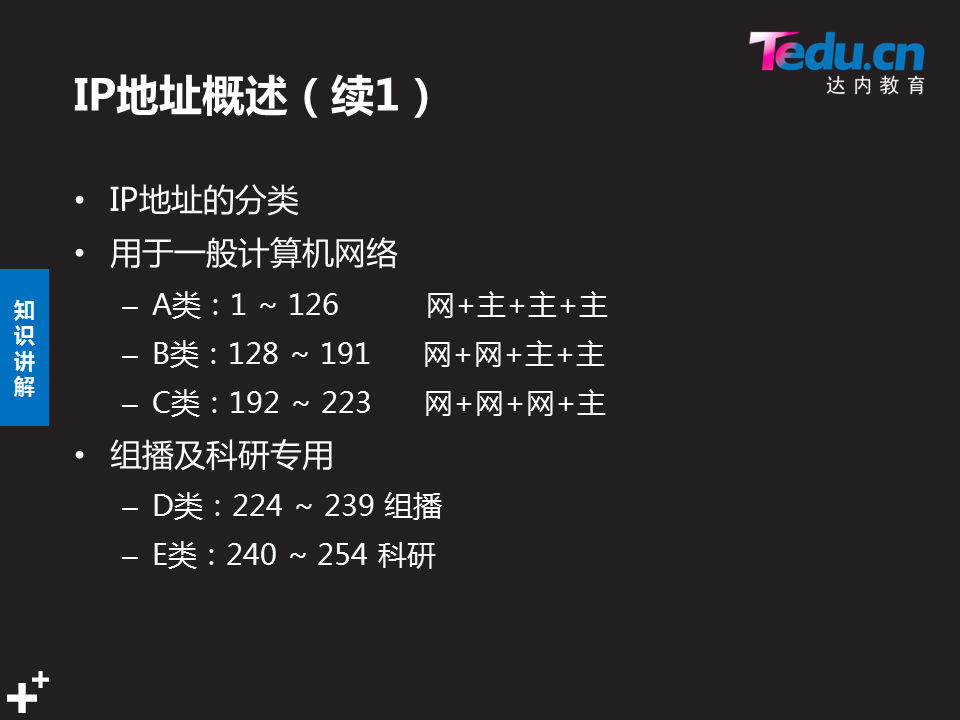 Tedu.cn
达内教育
IP地址概述（续1）
• IP地址的分类
• 用于一般计算机网络
– A类：1 ~ 126 网+主+主+主
– B类：128 ~ 191 网+网+主+主
– C类：192 ~ 223 网+网+网+主
• 组播及科研专用
– D类：224 ~ 239 组播
– E类：240 ~ 254 科研
知识讲解